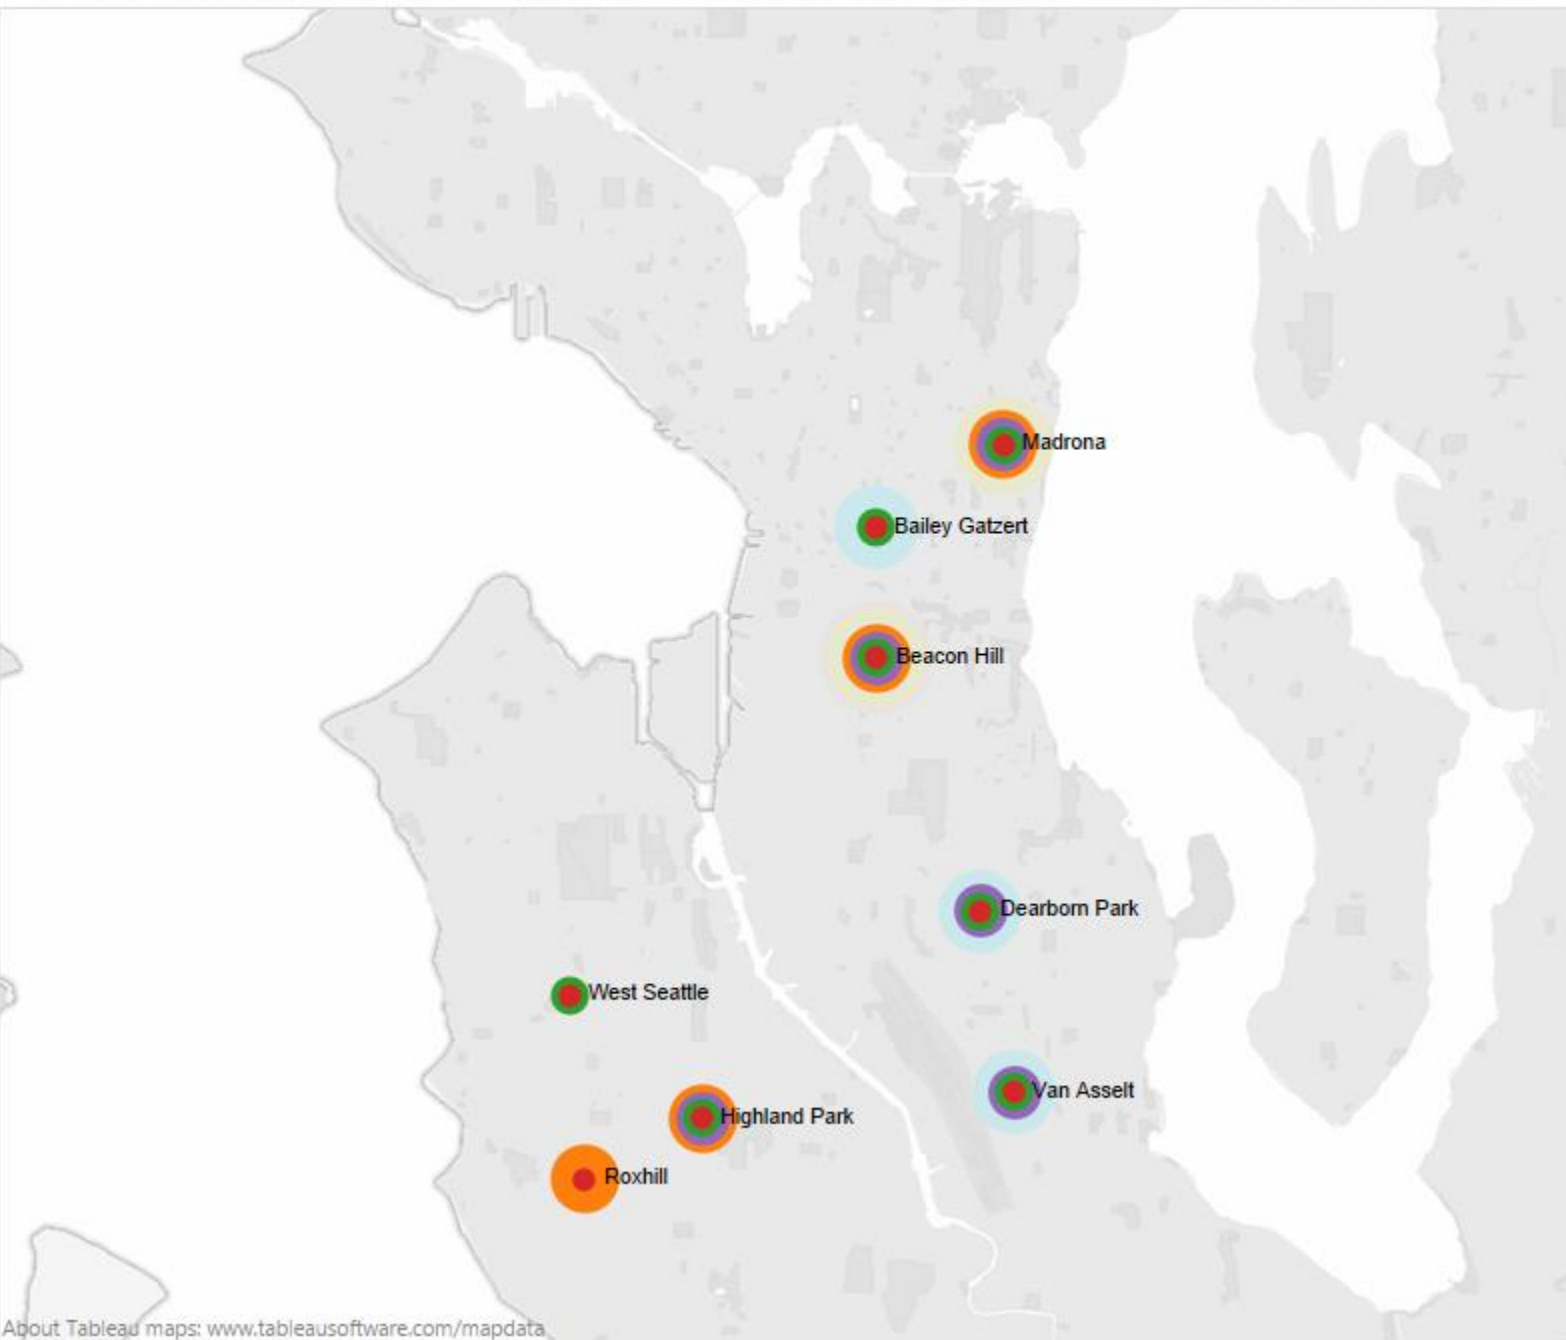 Madrona
Bailey Gatzert
Beacon Hill
Dearborn Park
West Seattle
Van Asselt
Highland Park
Roxhill
About Tableau maps: www.tableausoftware.com/mapdata